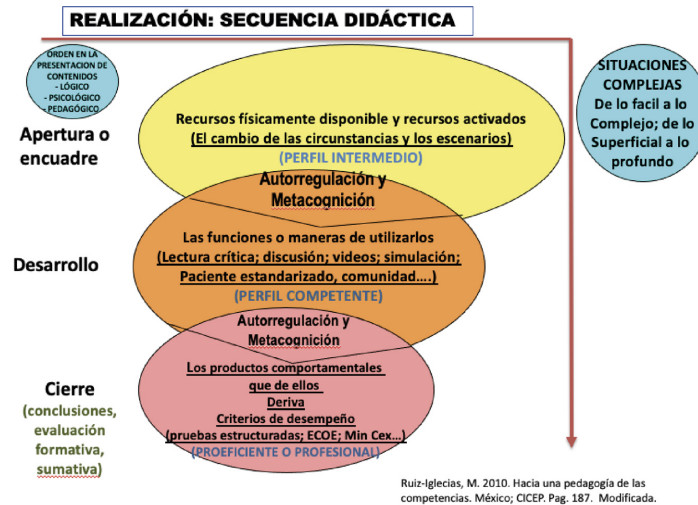 REALIZACIÓN: SECUENCIA DIDÁCTICA
ORDEN EN LA
PRESENTACION DE
CONTENIDOS
- LÓGICO
- PSICOLÓGICO
- PEDAGÓGICO
SITUACIONES
COMPLEJAS
De lo facil a lo
Complejo; de lo
Superficial a lo
profundo
Apertura o
encuadre
Recursos físicamente disponible y recursos activados
(El cambio de las circunstancias y los escenarios)
(PERFIL INTERMEDIO)
Autorregulación y
Metacognición
Desarrollo
Las funciones o maneras de utilizarlos
(Lectura crítica; discusión; videos; simulación;
Paciente estandarizado, comunidad....)
(PERFIL COMPETENTE)
Autorregulación y
Metacognición
Cierre
(conclusiones,
evaluación
formativa,
sumativa)
Los productos comportamentales
que de ellos
Deriva
Criterios de desempeño
(pruebas estructuradas; ECOE; Min Cex...)
(PROEFICIENTE O PROFESIONAL)
Ruiz-Iglecias, M. 2010. Hacia una pedagogía de las
competencias. México; CICEP. Pag. 187. Modificada.